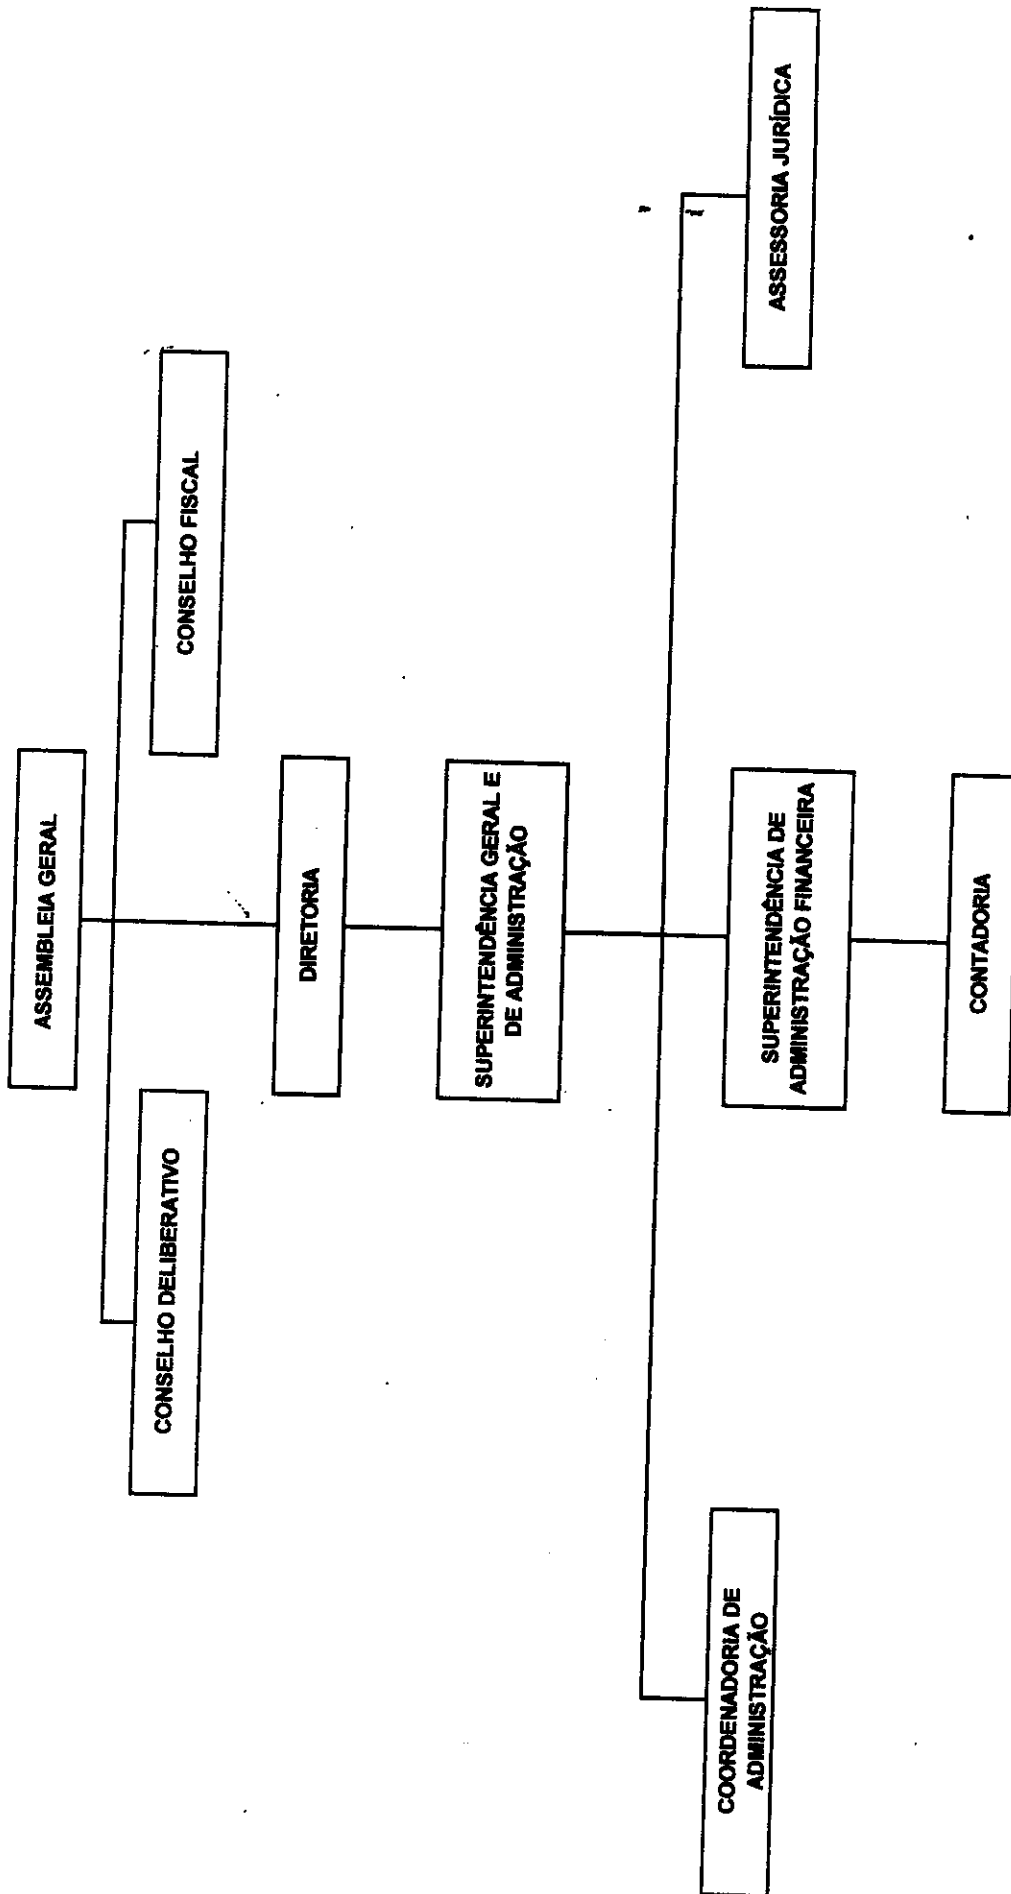 ASSEMBLEIA GERAL
CONSELHO DELIBERATIVO
CONSELHO FISCAL
DIRETORIA
SUPERINTENDÊNCIA GERAL E
DE ADMINISTRAÇÃO
COORDENADORIA DE
ADMINISTRAÇÃO
SUPERINTENDÊNCIA DE
ADMINISTRAÇÃO FINANCEIRA
ASSESSORIA JURÍDICA
CONTADORIA